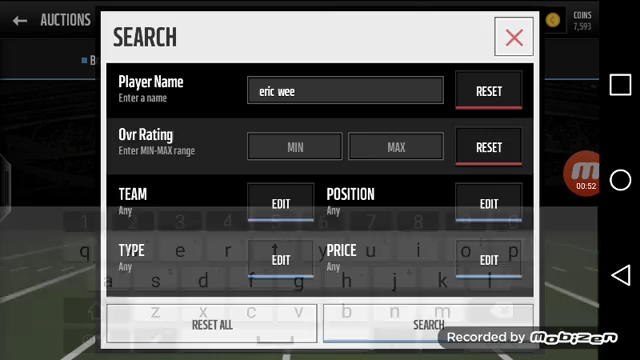 AUCTIONS
SEARCH
COINS
7,593
B
Player Name
Enter a name
eric wee
RESET
Ovr Rating
Enter MIN-MAX range
MIN
MAX
RESET
TEAM
Any
EDIT
POSITION
Any
EDIT
TYPE
Any
EDIT
PRICE
Any
EDIT
q e r t y u i o p
a s d f g h j k l
z x c v b n m
RESET ALL
SEARCH
00:52
Recorded by Mobizen